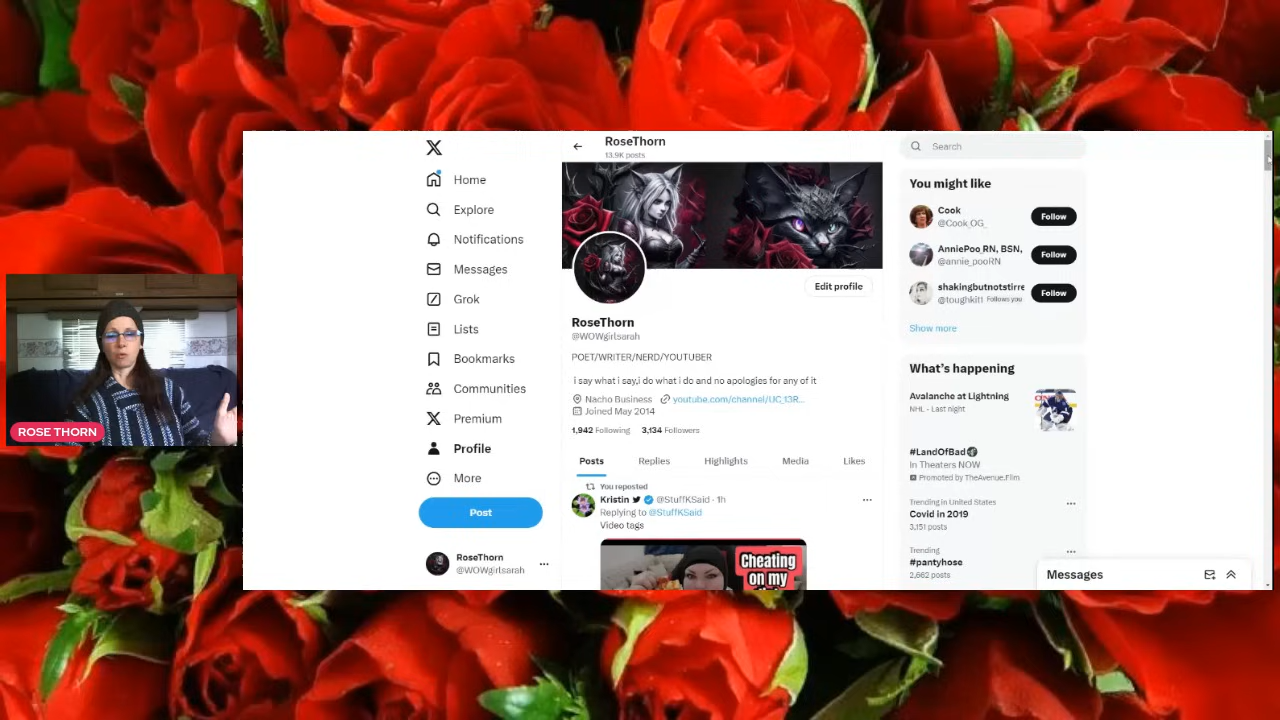 ROSE THORN
Home
Explore
Notifications
Messages
Grok
Lists
Bookmarks
Communities
Premium
Profile
More
Post
RoseThorn
@WOWgirlsarah
RoseThorn
13.9K posts
Edit profile
RoseThorn
@WOWgirlsarah
POET/WRITER/NERD/YOUTUBER
i say what i say,i do what i do and no apologies for any of it
Nacho Business youtube.com/channel/UC_13R...
Joined May 2014
1,942 Following 3,134 Followers
Posts Replies Highlights Media Likes
You reposted
Kristin @StuffKSaid · 1h
Replying to @StuffKSaid
Video tags
Cheating
on my
Search
You might like
Cook
@Cook_OG_
Follow
AnniePoo RN, BSN,
@annie_pooRN
Follow
shakingbutnotstirre
@toughkit1 Follows you
Follow
Show more
What's happening
Avalanche at Lightning
NHL · Last night
#LandOfBad
In Theaters NOW
Promoted by TheAvenue.Film
Trending in United States
Covid in 2019
3,151 posts
Trending
#pantyhose
2,662 posts
Messages